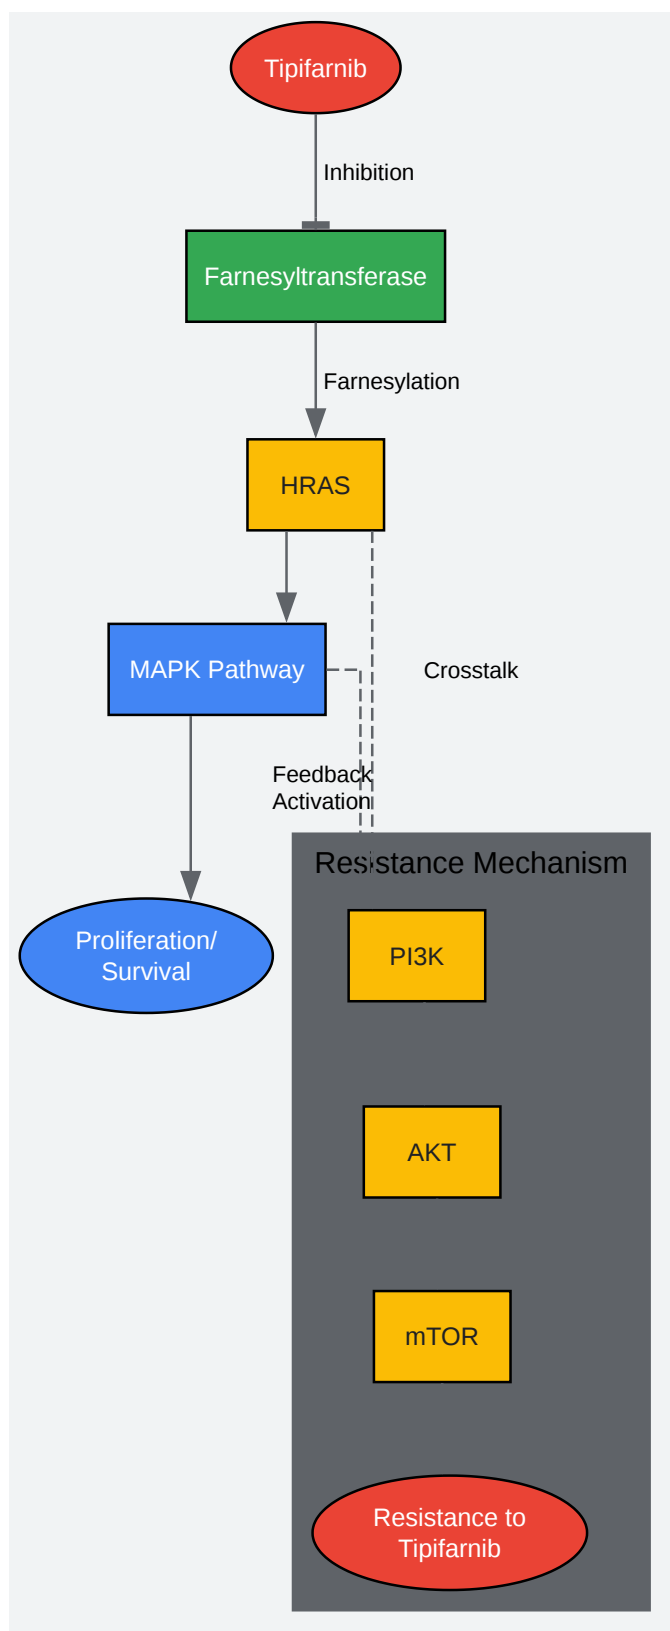 Tipifarnib
Inhibition
Farnesyltransferase
Farnesylation
HRAS
MAPK Pathway
Crosstalk
Feedback
Activation
Resistance Mechanism
Proliferation/
Survival
PI3K
AKT
mTOR
Resistance to
Tipifarnib